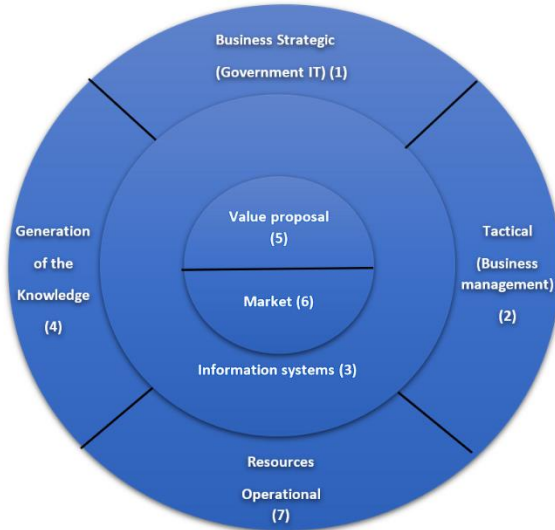 Business Strategic
(Government IT) (1)
Value proposal
(5)
Generation
of the
Knowledge
(4)
Tactical
(Business
management)
(2)
Market (6)
Information systems (3)
Resources
Operational
(7)